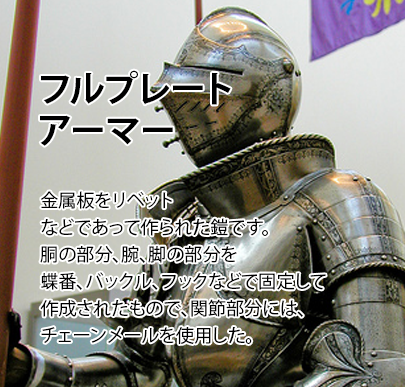 フルプレート
アーマー
金属板をリベット
などであって作られた鎧です。
胴の部分、腕、脚の部分を
蝶番、バックル、フックなどで固定して
作成されたもので、関節部分には、
チェーンメールを使用した。